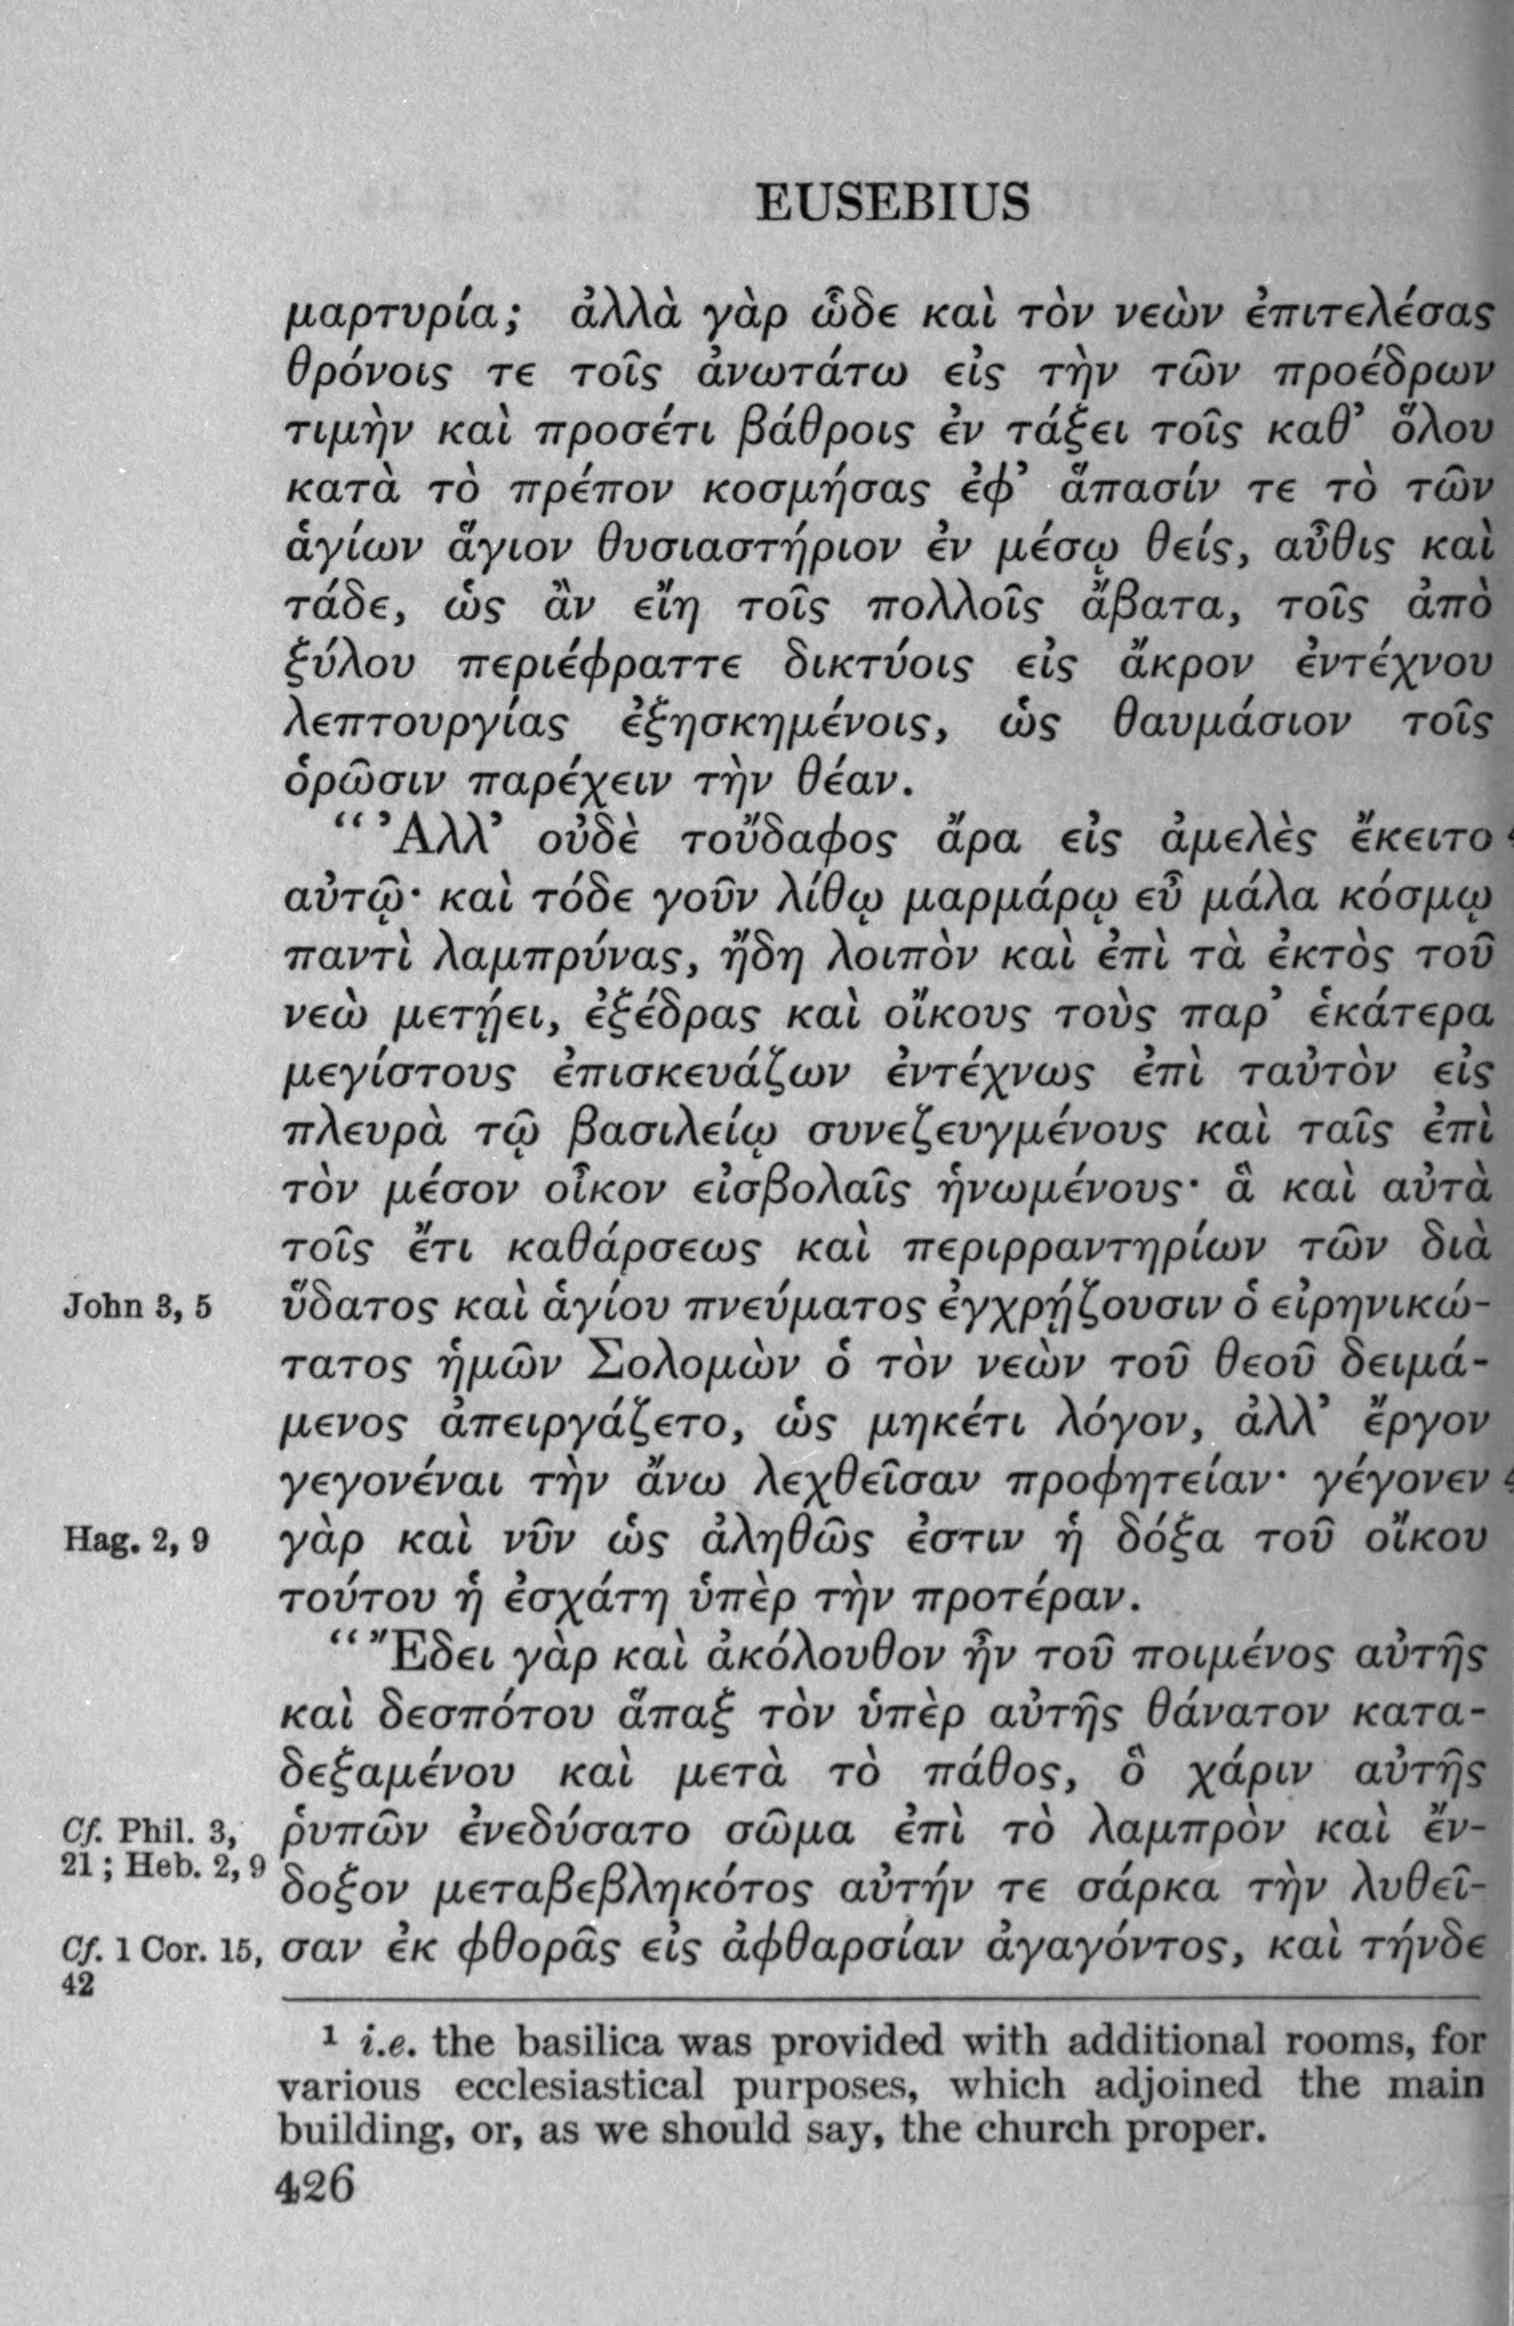 EUSEBIUS
μαρτυρία; ἀλλὰ γὰρ ὧδε καὶ τὸν νεὼν ἐπιτελέσας
θρόνοις τε τοῖς ἀνωτάτω εἰς τὴν τῶν προέδρων
τιμὴν καὶ προσέτι βάθροις ἐν τάξει τοῖς καθ’ ὅλου
κατὰ τὸ πρέπον κοσμήσας ἐφ’ ἅπασίν τε τὸ τῶν
ἁγίων ἅγιον θυσιαστήριον ἐν μέσῳ θείς, αὖθις καὶ
τάδε, ὡς ἂν εἴη τοῖς πολλοῖς ἄβατα, τοῖς ἀπὸ
ξύλου περιέφραττε δικτύοις εἰς ἄκρον ἐντέχνου
λεπτουργίας ἐξησκημένοις, ὡς θαυμάσιον τοῖς
ὁρῶσιν παρέχειν τὴν θέαν.
“’Αλλ’ οὐδὲ τοὔδαφος ἄρα εἰς ἀμελὲς ἔκειτο
αὐτῷ· καὶ τόδε γοῦν λίθῳ μαρμάρῳ εὖ μάλα κόσμῳ
παντὶ λαμπρύνας, ἤδη λοιπὸν καὶ ἐπὶ τὰ ἐκτὸς τοῦ
νεὼ μετῄει, ἐξέδρας καὶ οἴκους τοὺς παρ’ ἑκάτερα
μεγίστους ἐπισκευάζων ἐντέχνως ἐπὶ ταὐτὸν εἰς
πλευρὰ τῷ βασιλείῳ συνεζευγμένους καὶ ταῖς ἐπὶ
τὸν μέσον οἶκον εἰσβολαῖς ἡνωμένους· ἃ καὶ αὐτὰ
τοῖς ἔτι καθάρσεως καὶ περιρραντηρίων τῶν διὰ
John 3, 5 ὕδατος καὶ ἁγίου πνεύματος ἐγχρῄζουσιν ὁ εἰρηνικώ-
τατος ἡμῶν Σολομὼν ὁ τὸν νεὼν τοῦ θεοῦ δειμά-
μενος ἀπειργάζετο, ὡς μηκέτι λόγον, ἀλλ’ ἔργον
γεγονέναι τὴν ἄνω λεχθεῖσαν προφητείαν· γέγονεν
Hag. 2, 9 γὰρ καὶ νῦν ὡς ἀληθῶς ἐστιν ἡ δόξα τοῦ οἴκου
τούτου ἡ ἐσχάτη ὑπὲρ τὴν προτέραν.
“Ἔδει γὰρ καὶ ἀκόλουθον ἦν τοῦ ποιμένος αὐτῆς
καὶ δεσπότου ἅπαξ τὸν ὑπὲρ αὐτῆς θάνατον κατα-
δεξαμένου καὶ μετὰ τὸ πάθος, ὃ χάριν αὐτῆς
Cf. Phil. 3, ῥυπῶν ἐνεδύσατο σῶμα ἐπὶ τὸ λαμπρὸν καὶ ἔν-
21 ; Heb. 2, 9 δοξον μεταβεβληκότος αὐτήν τε σάρκα τὴν λυθεῖ-
Cf. 1 Cor. 15, σαν ἐκ φθορᾶς εἰς ἀφθαρσίαν ἀγαγόντος, καὶ τήνδε
42
1 i.e. the basilica was provided with additional rooms, for
various ecclesiastical purposes, which adjoined the main
building, or, as we should say, the church proper.
426